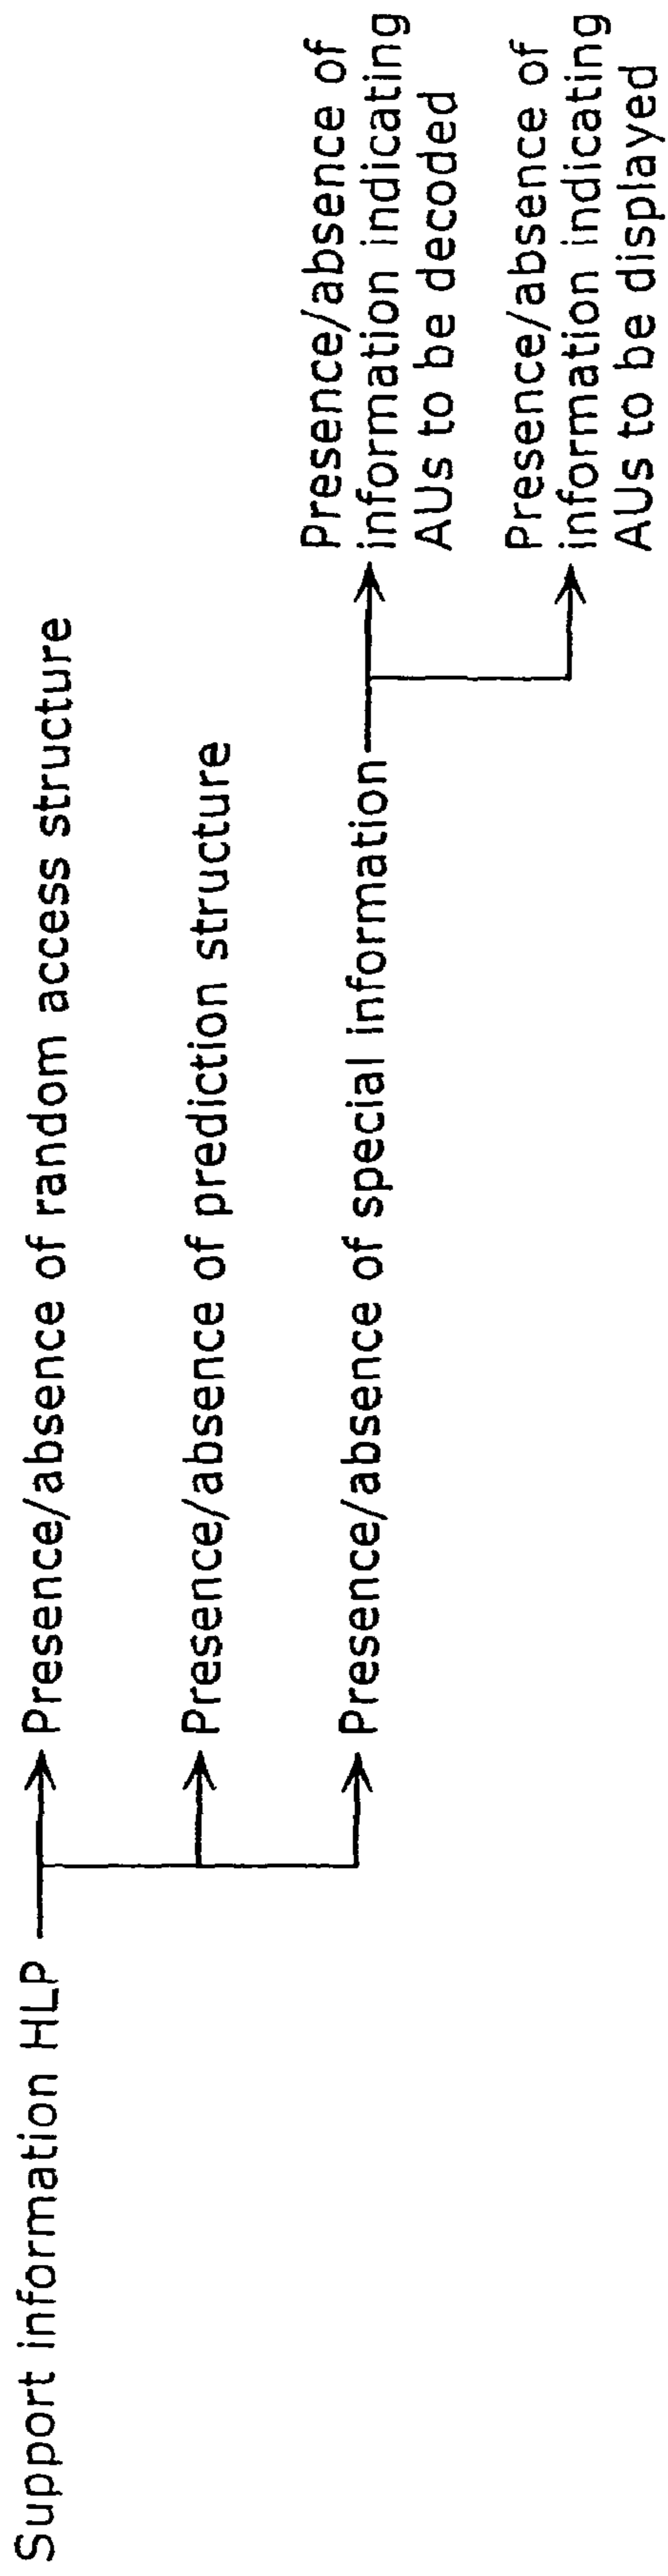 Support information HLP
Presence/absence of random access structure
Presence/absence of prediction structure
Presence/absence of special information
Presence/absence of
information indicating
AUs to be decoded
Presence/absence of
information indicating
AUs to be displayed